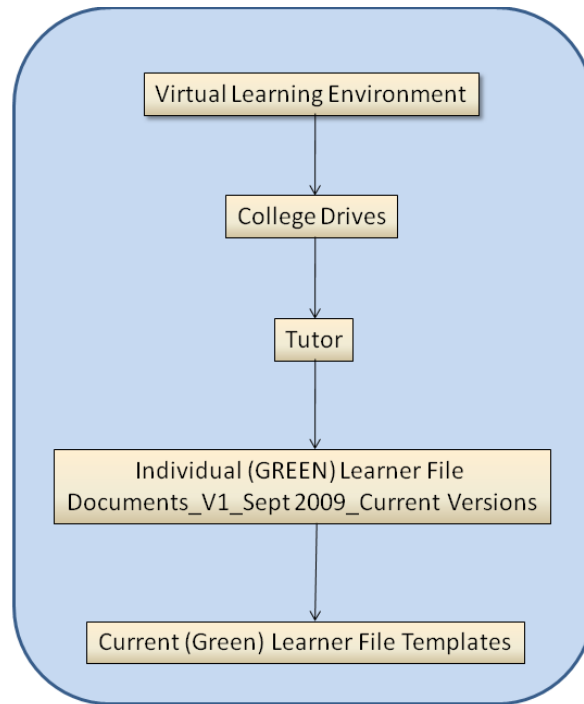 Virtual Learning Environment
College Drives
Tutor
Individual (GREEN) Learner File
Documents_V1_Sept 2009_Current Versions
Current (Green) Learner File Templates